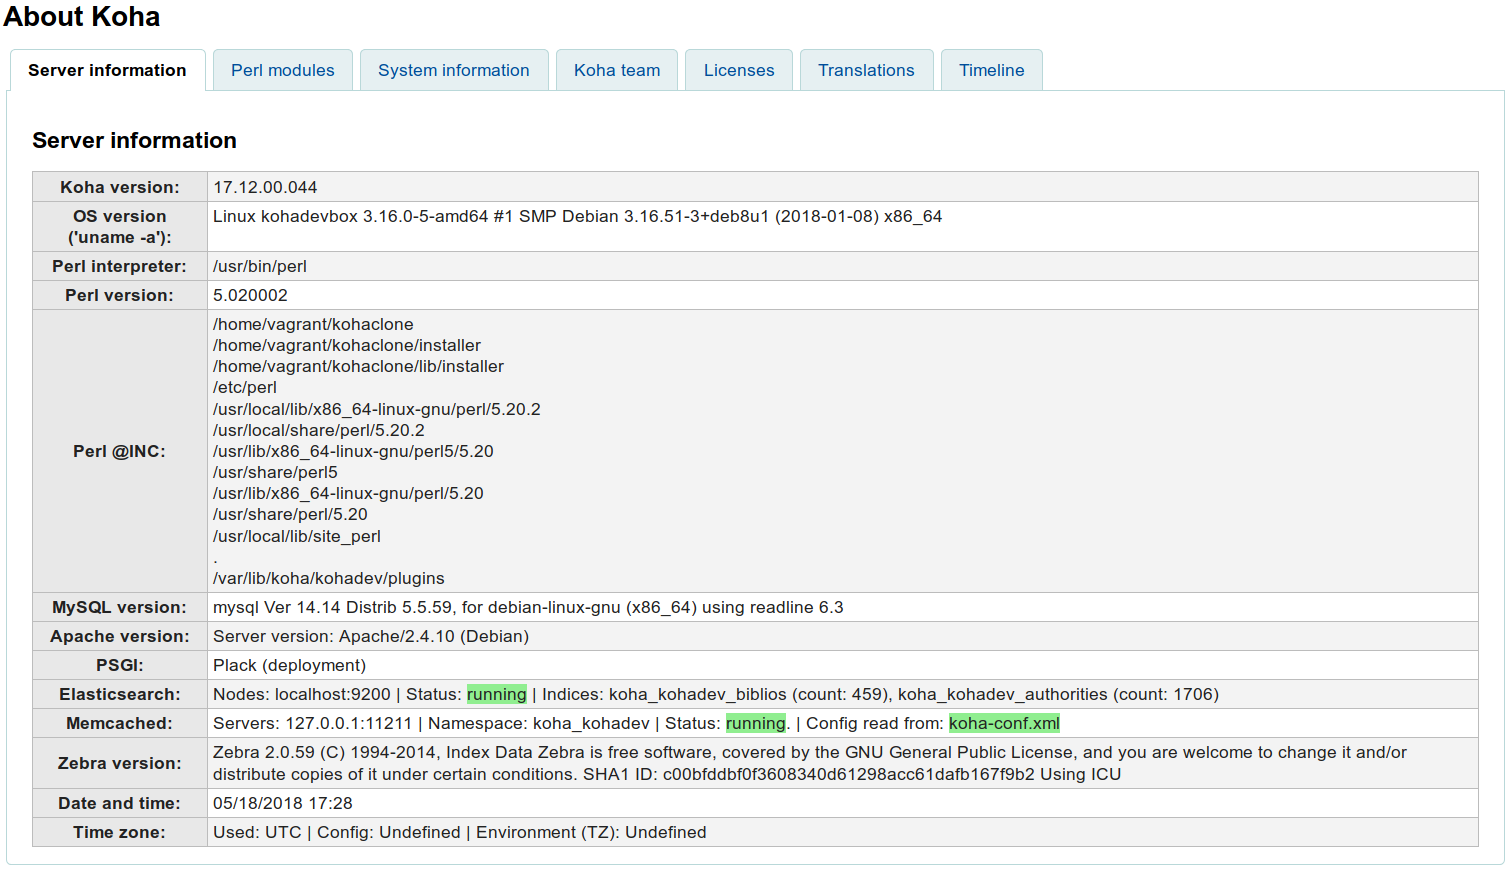 About Koha
Server information Perl modules System information Koha team Licenses Translations Timeline
Server information
Koha version: 17.12.00.044
OS version ('uname -a'): Linux kohadevbox 3.16.0-5-amd64 #1 SMP Debian 3.16.51-3+deb8u1 (2018-01-08) x86_64
Perl interpreter: /usr/bin/perl
Perl version: 5.020002
Perl @INC:
/home/vagrant/kohaclone
/home/vagrant/kohaclone/installer
/home/vagrant/kohaclone/lib/installer
/etc/perl
/usr/local/lib/x86_64-linux-gnu/perl/5.20.2
/usr/local/share/perl/5.20.2
/usr/lib/x86_64-linux-gnu/perl5/5.20
/usr/share/perl5
/usr/lib/x86_64-linux-gnu/perl/5.20
/usr/share/perl/5.20
/usr/local/lib/site_perl
.
/var/lib/koha/kohadev/plugins
MySQL version: mysql Ver 14.14 Distrib 5.5.59, for debian-linux-gnu (x86_64) using readline 6.3
Apache version: Server version: Apache/2.4.10 (Debian)
PSGI: Plack (deployment)
Elasticsearch: Nodes: localhost:9200 | Status: running | Indices: koha_kohadev_biblios (count: 459), koha_kohadev_authorities (count: 1706)
Memcached: Servers: 127.0.0.1:11211 | Namespace: koha_kohadev | Status: running. | Config read from: koha-conf.xml
Zebra version: Zebra 2.0.59 (C) 1994-2014, Index Data Zebra is free software, covered by the GNU General Public License, and you are welcome to change it and/or
distribute copies of it under certain conditions. SHA1 ID: c00bfddbf0f3608340d61298acc61dafb167f9b2 Using ICU
Date and time: 05/18/2018 17:28
Time zone: Used: UTC | Config: Undefined | Environment (TZ): Undefined